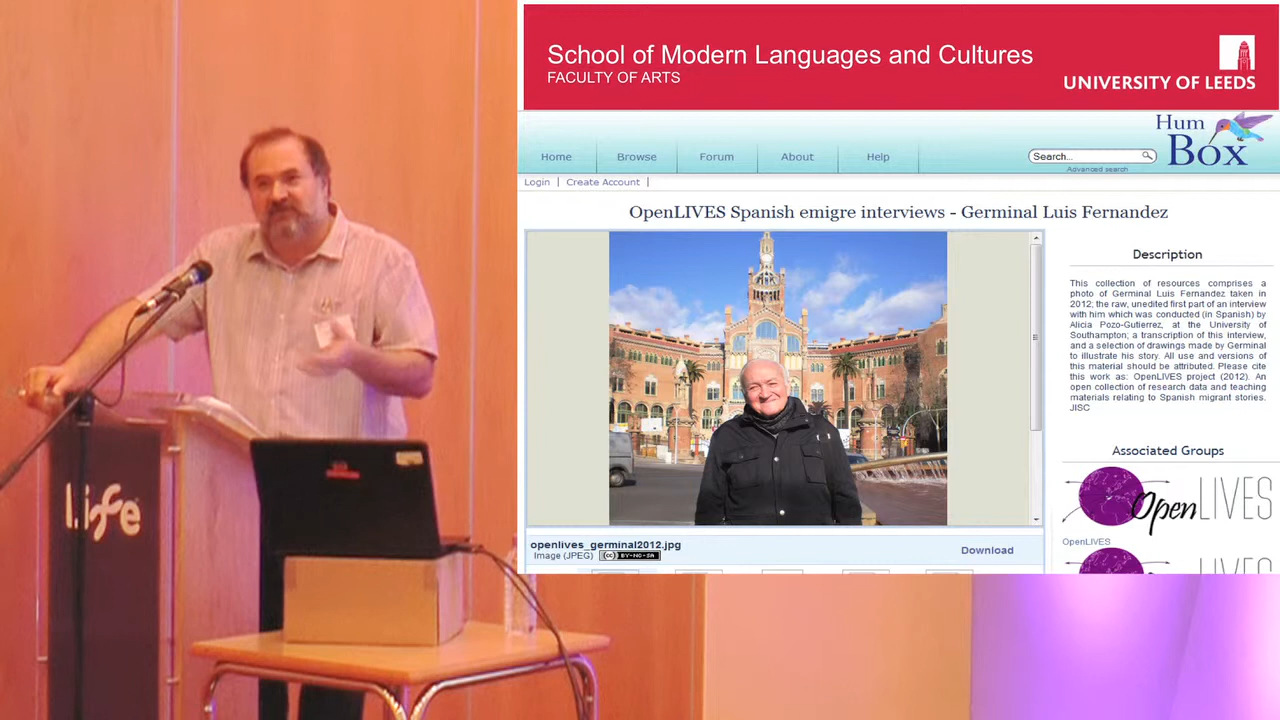 School of Modern Languages and Cultures
FACULTY OF ARTS
UNIVERSITY OF LEEDS
Hum
Box
Home
Browse
Forum
About
Help
Search...
Advanced search
Login | Create Account |
OpenLIVES Spanish emigre interviews - Germinal Luis Fernandez
Description
This collection of resources comprises a
photo of Germinal Luis Fernandez taken in
2012; the raw, unedited first part of an interview
with him which was conducted (in Spanish) by
Alicia Pozo-Gutierrez, at the University of
Southampton; a transcription of this interview,
and a selection of drawings made by Germinal
to illustrate his story. All use and versions of
this material should be attributed. Please cite
this work as: OpenLIVES project (2012). An
open collection of research data and teaching
materials relating to Spanish migrant stories.
JISC
Associated Groups
OpenLIVES
OpenLIVES
openlives_germinal2012.jpg
Image (JPEG)
cc BY-NC-SA
Download
Life